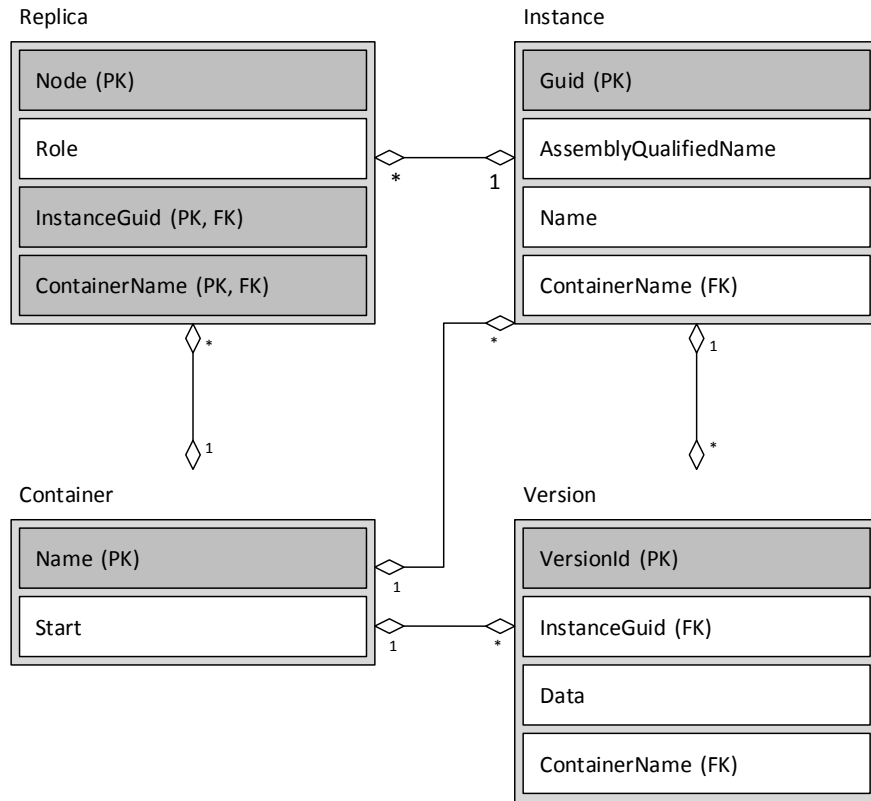 Replica
Node (PK)
Role
InstanceGuid (PK, FK)
ContainerName (PK, FK)
Instance
Guid (PK)
AssemblyQualifiedName
Name
ContainerName (FK)
*
1
*
1
*
1
*
Container
Name (PK)
Start
1
1
*
Version
VersionId (PK)
InstanceGuid (FK)
Data
ContainerName (FK)